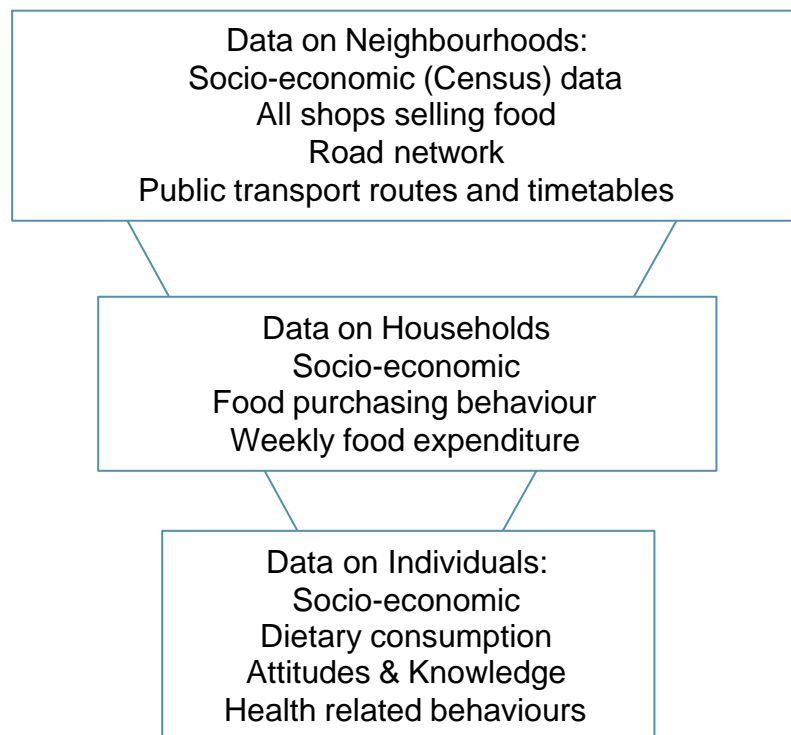 Data on Neighbourhoods:
Socio-economic (Census) data
All shops selling food
Road network
Public transport routes and timetables
Data on Households
Socio-economic
Food purchasing behaviour
Weekly food expenditure
Data on Individuals:
Socio-economic
Dietary consumption
Attitudes & Knowledge
Health related behaviours